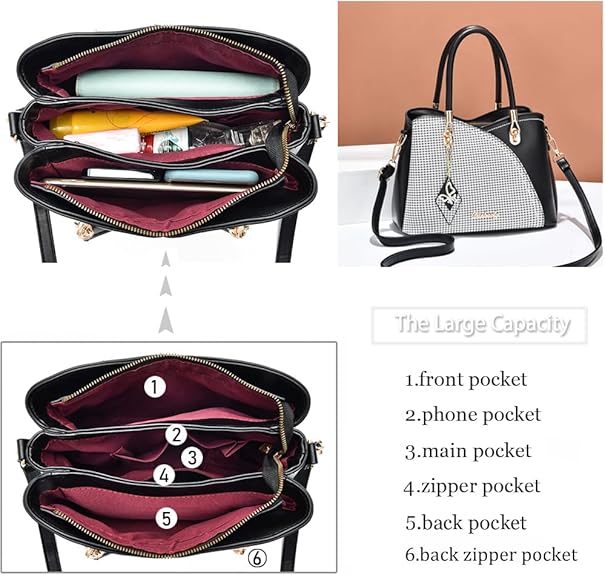 The Large Capacity
1
2
3
4
5
6
1.front pocket
2.phone pocket
3.main pocket
4.zipper pocket
5.back pocket
6.back zipper pocket